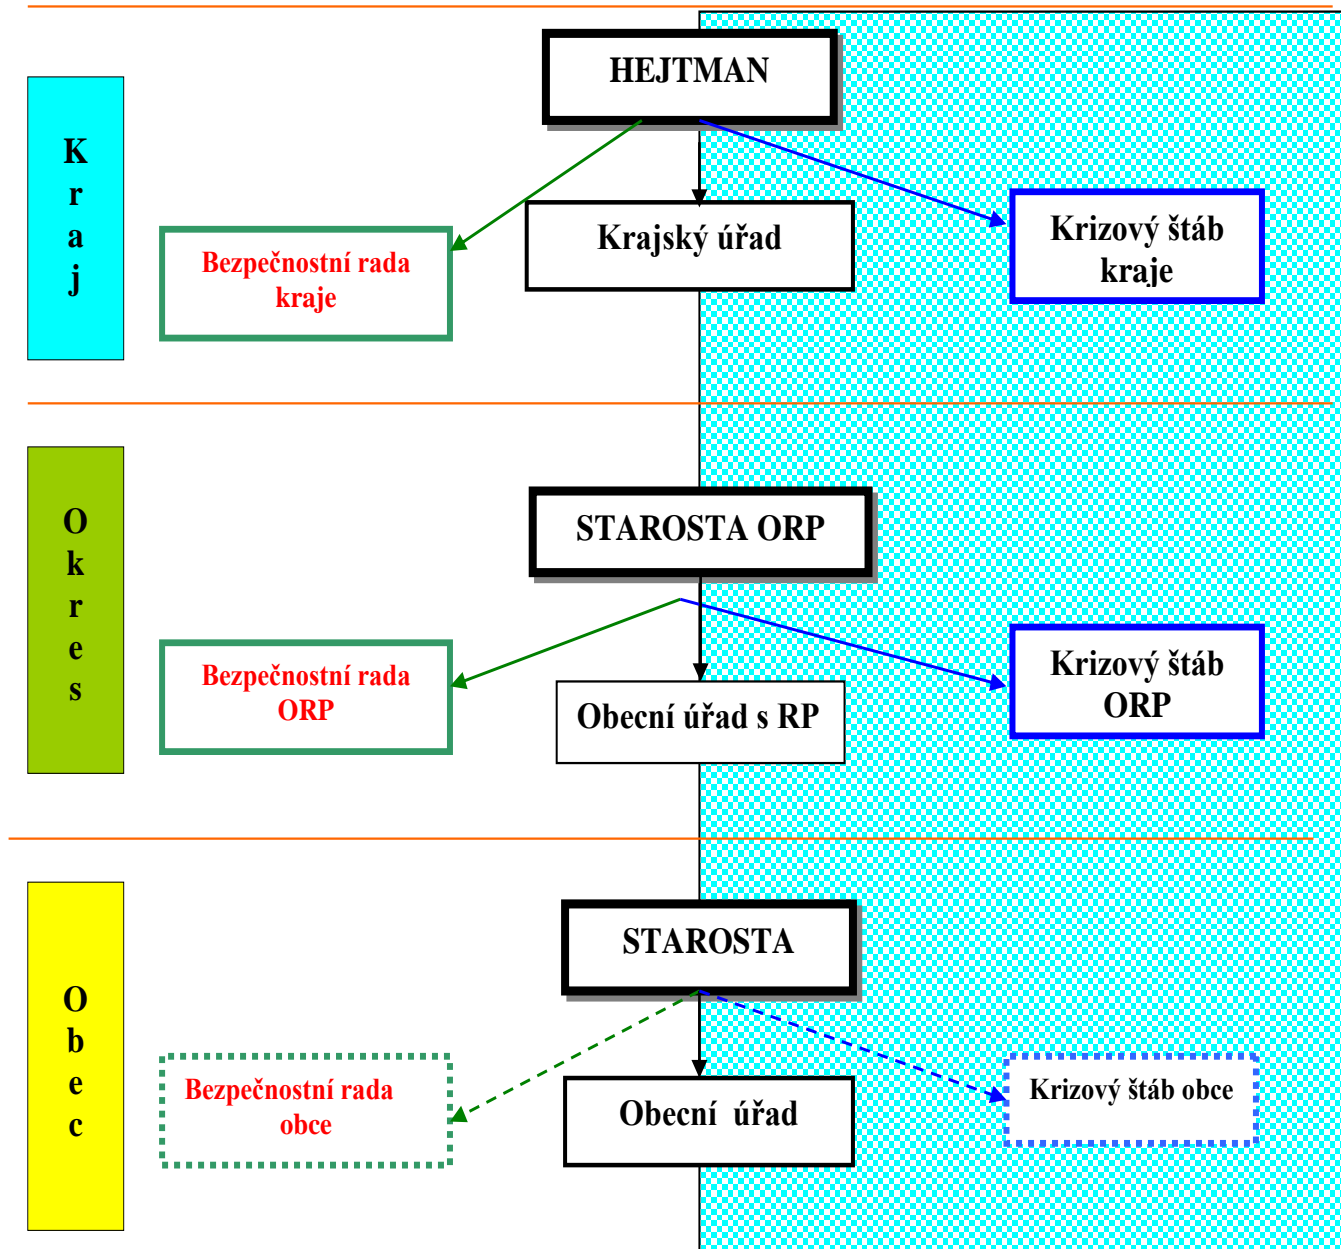 HEJTMAN
K
r
a
j
Krajský úřad
Bezpečnostní rada
kraje
Krizový štáb
kraje
O
k
r
e
s
STAROSTA ORP
Bezpečnostní rada
ORP
Obecní úřad s RP
Krizový štáb
ORP
O
b
e
c
STAROSTA
Bezpečnostní rada
obce
Obecní úřad
Krizový štáb obce